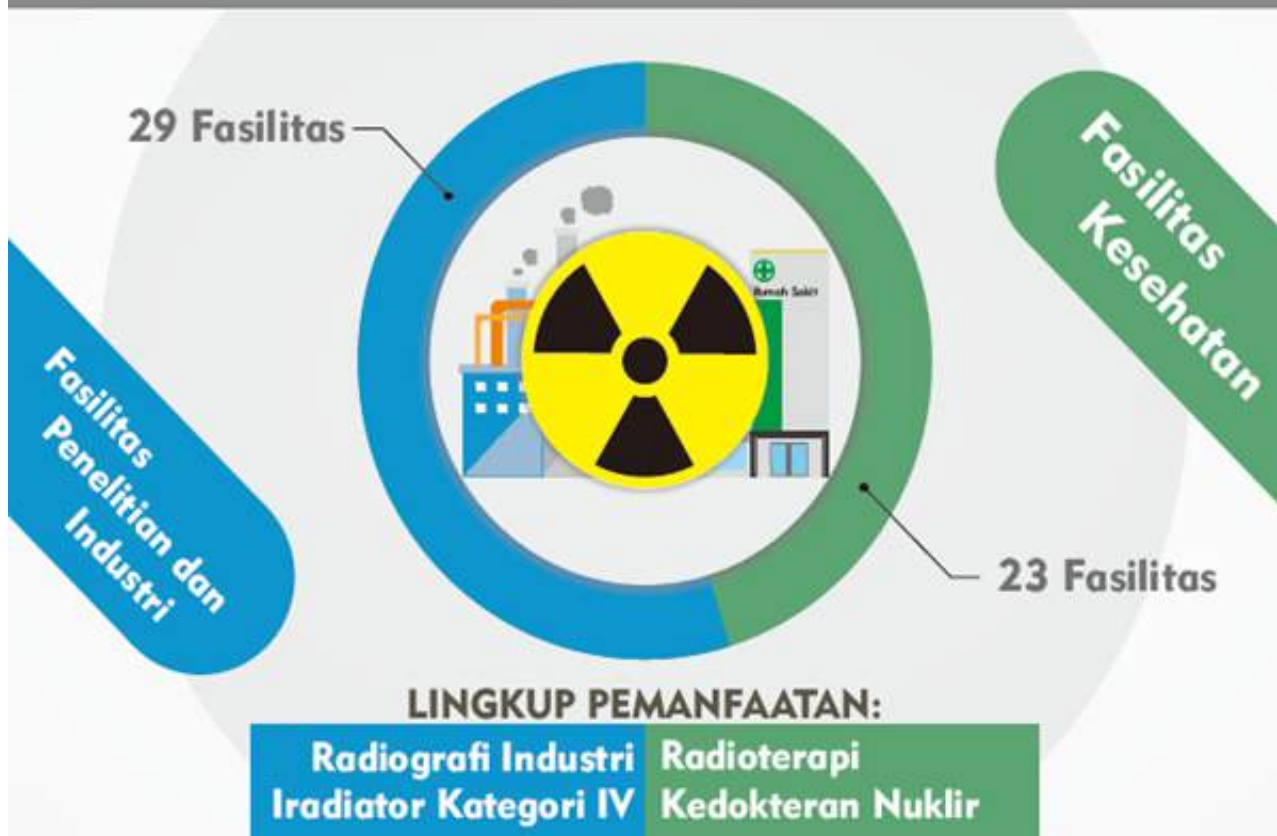 29 Fasilitas
Fasilitas
Kesehatan
Rumah Sakit
Fasilitas
Penelitian dan
Industri
23 Fasilitas
LINGKUP PEMANFAATAN:
Radiografi Industri
Iradiator Kategori IV
Radioterapi
Kedokteran Nuklir